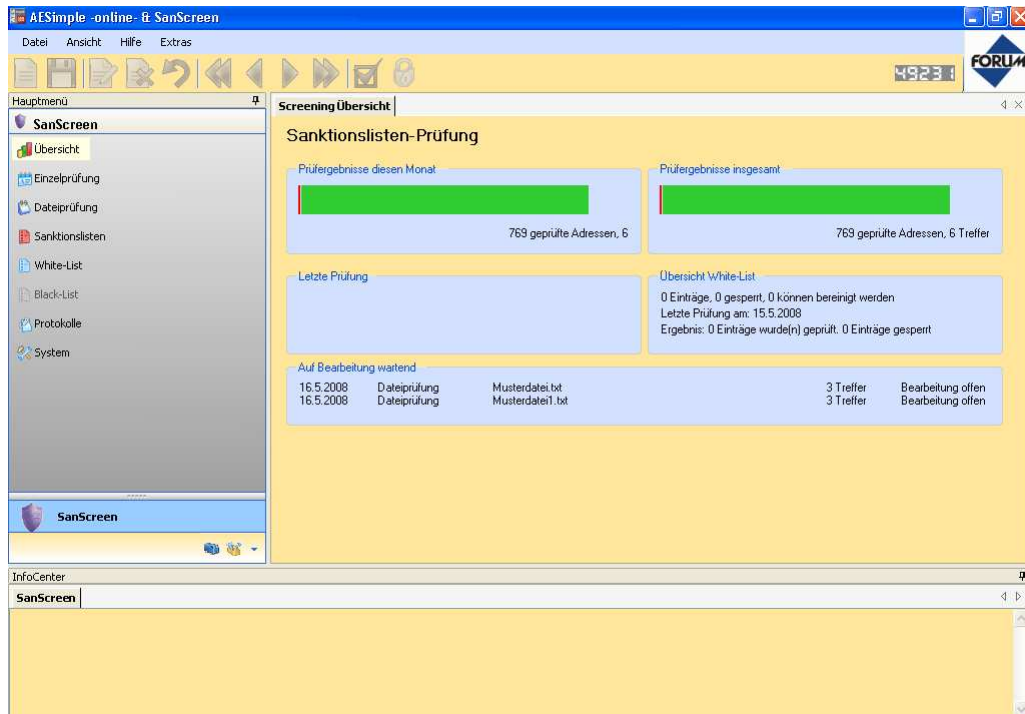 AESimple -online- & SanScreen
Datei Ansicht Hilfe Extras
49231
FORUM
Hauptmenü
SanScreen
Übersicht
Einzelprüfung
Dateiprüfung
Sanktionslisten
White-List
Black-List
Protokolle
System
SanScreen
Screening Übersicht
Sanktionslisten-Prüfung
Prüfergebnisse diesen Monat
769 geprüfte Adressen, 6
Prüfergebnisse insgesamt
769 geprüfte Adressen, 6 Treffer
Letzte Prüfung
Übersicht White-List
0 Einträge, 0 gesperrt, 0 können bereinigt werden
Letzte Prüfung am: 15.5.2008
Ergebnis: 0 Einträge wurde(n) geprüft. 0 Einträge gesperrt
Auf Bearbeitung wartend
16.5.2008 Dateiprüfung Musterdatei.txt 3 Treffer Bearbeitung offen
16.5.2008 Dateiprüfung Musterdatei1.txt 3 Treffer Bearbeitung offen
InfoCenter
SanScreen